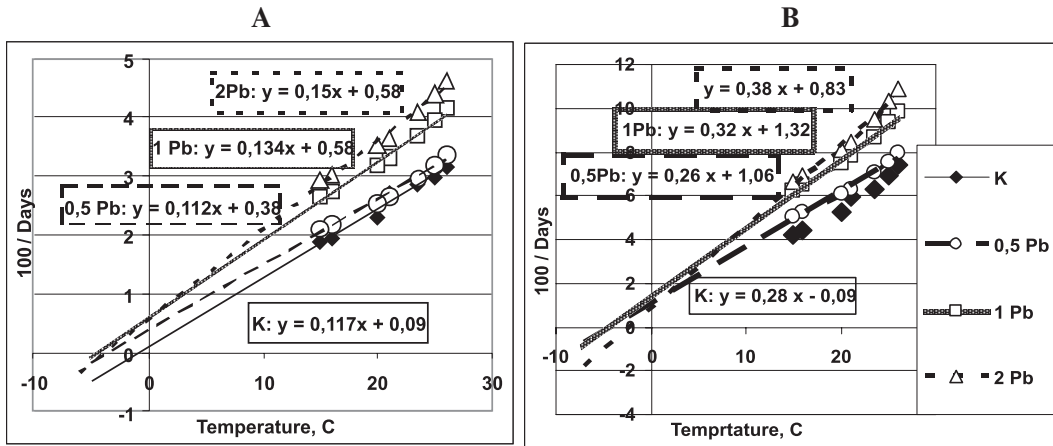 A
B
5
4
3
2
1
0
-1
-10
0
10
20
30
100 / Days
Temperature, C
2Pb: y = 0,15x + 0,58
1 Pb: y = 0,134x + 0,58
0,5 Pb: y = 0,112x + 0,38
K: y = 0,117x + 0,09
12
10
8
6
4
2
0
-2
-4
-10
0
10
20
100 / Days
Temprtature, C
y = 0,38 x + 0,83
1Pb: y = 0,32 x + 1,32
0,5Pb: y = 0,26 x + 1,06
K: y = 0,28 x - 0,09
K
0,5 Pb
1 Pb
2 Pb